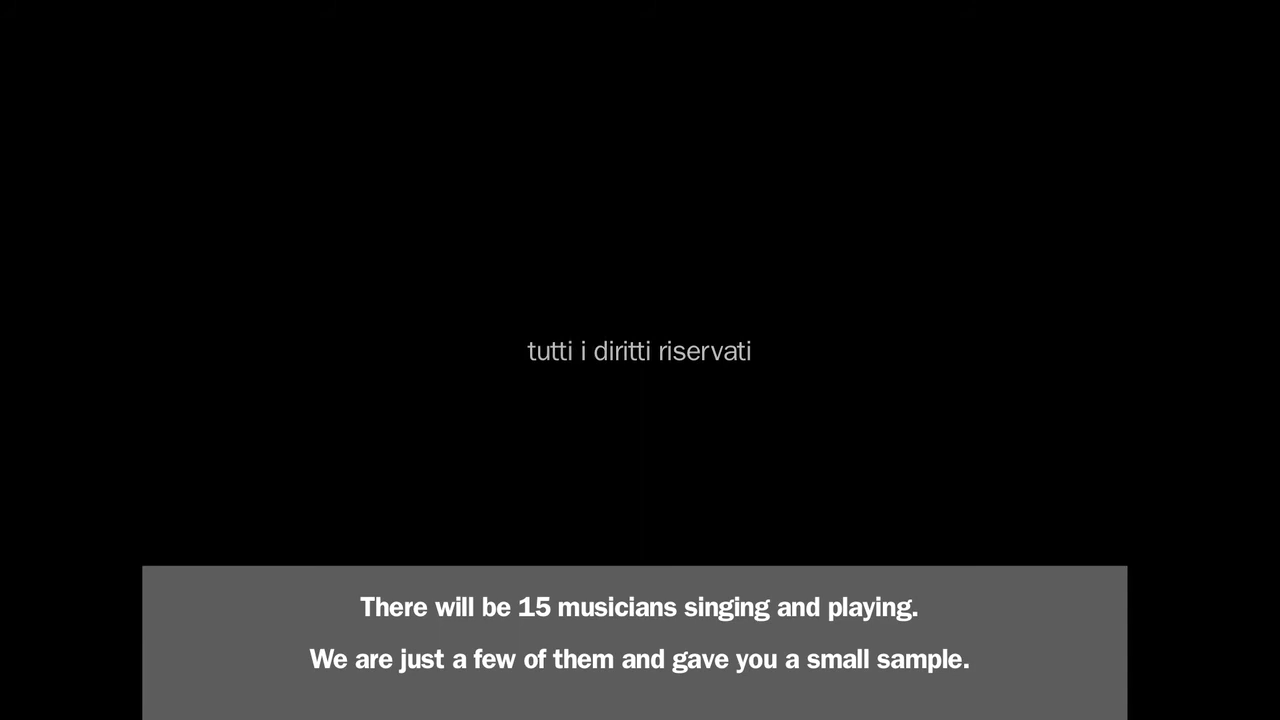 tutti i diritti riservati
There will be 15 musicians singing and playing.
We are just a few of them and gave you a small sample.